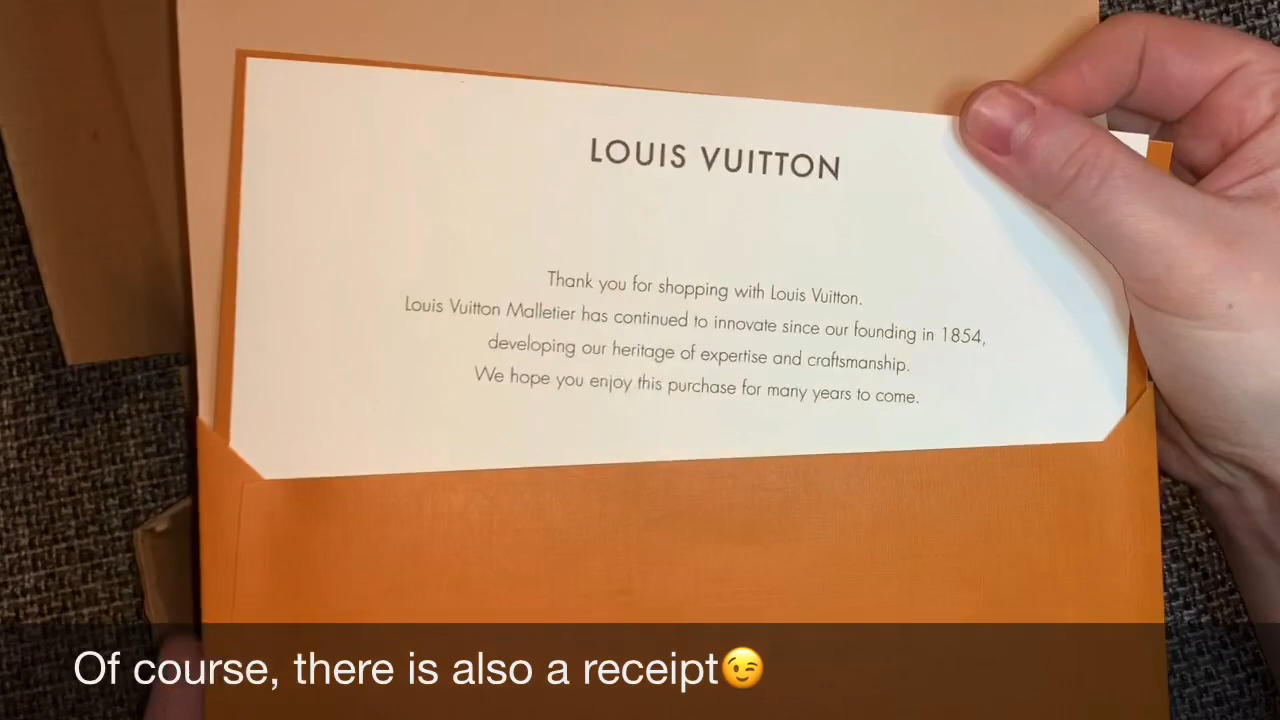 LOUIS VUITTON
Thank you for shopping with Louis Vuitton.
Louis Vuitton Malletier has continued to innovate since our founding in 1854,
developing our heritage of expertise and craftsmanship.
We hope you enjoy this purchase for many years to come.
Of course, there is also a receipt😉